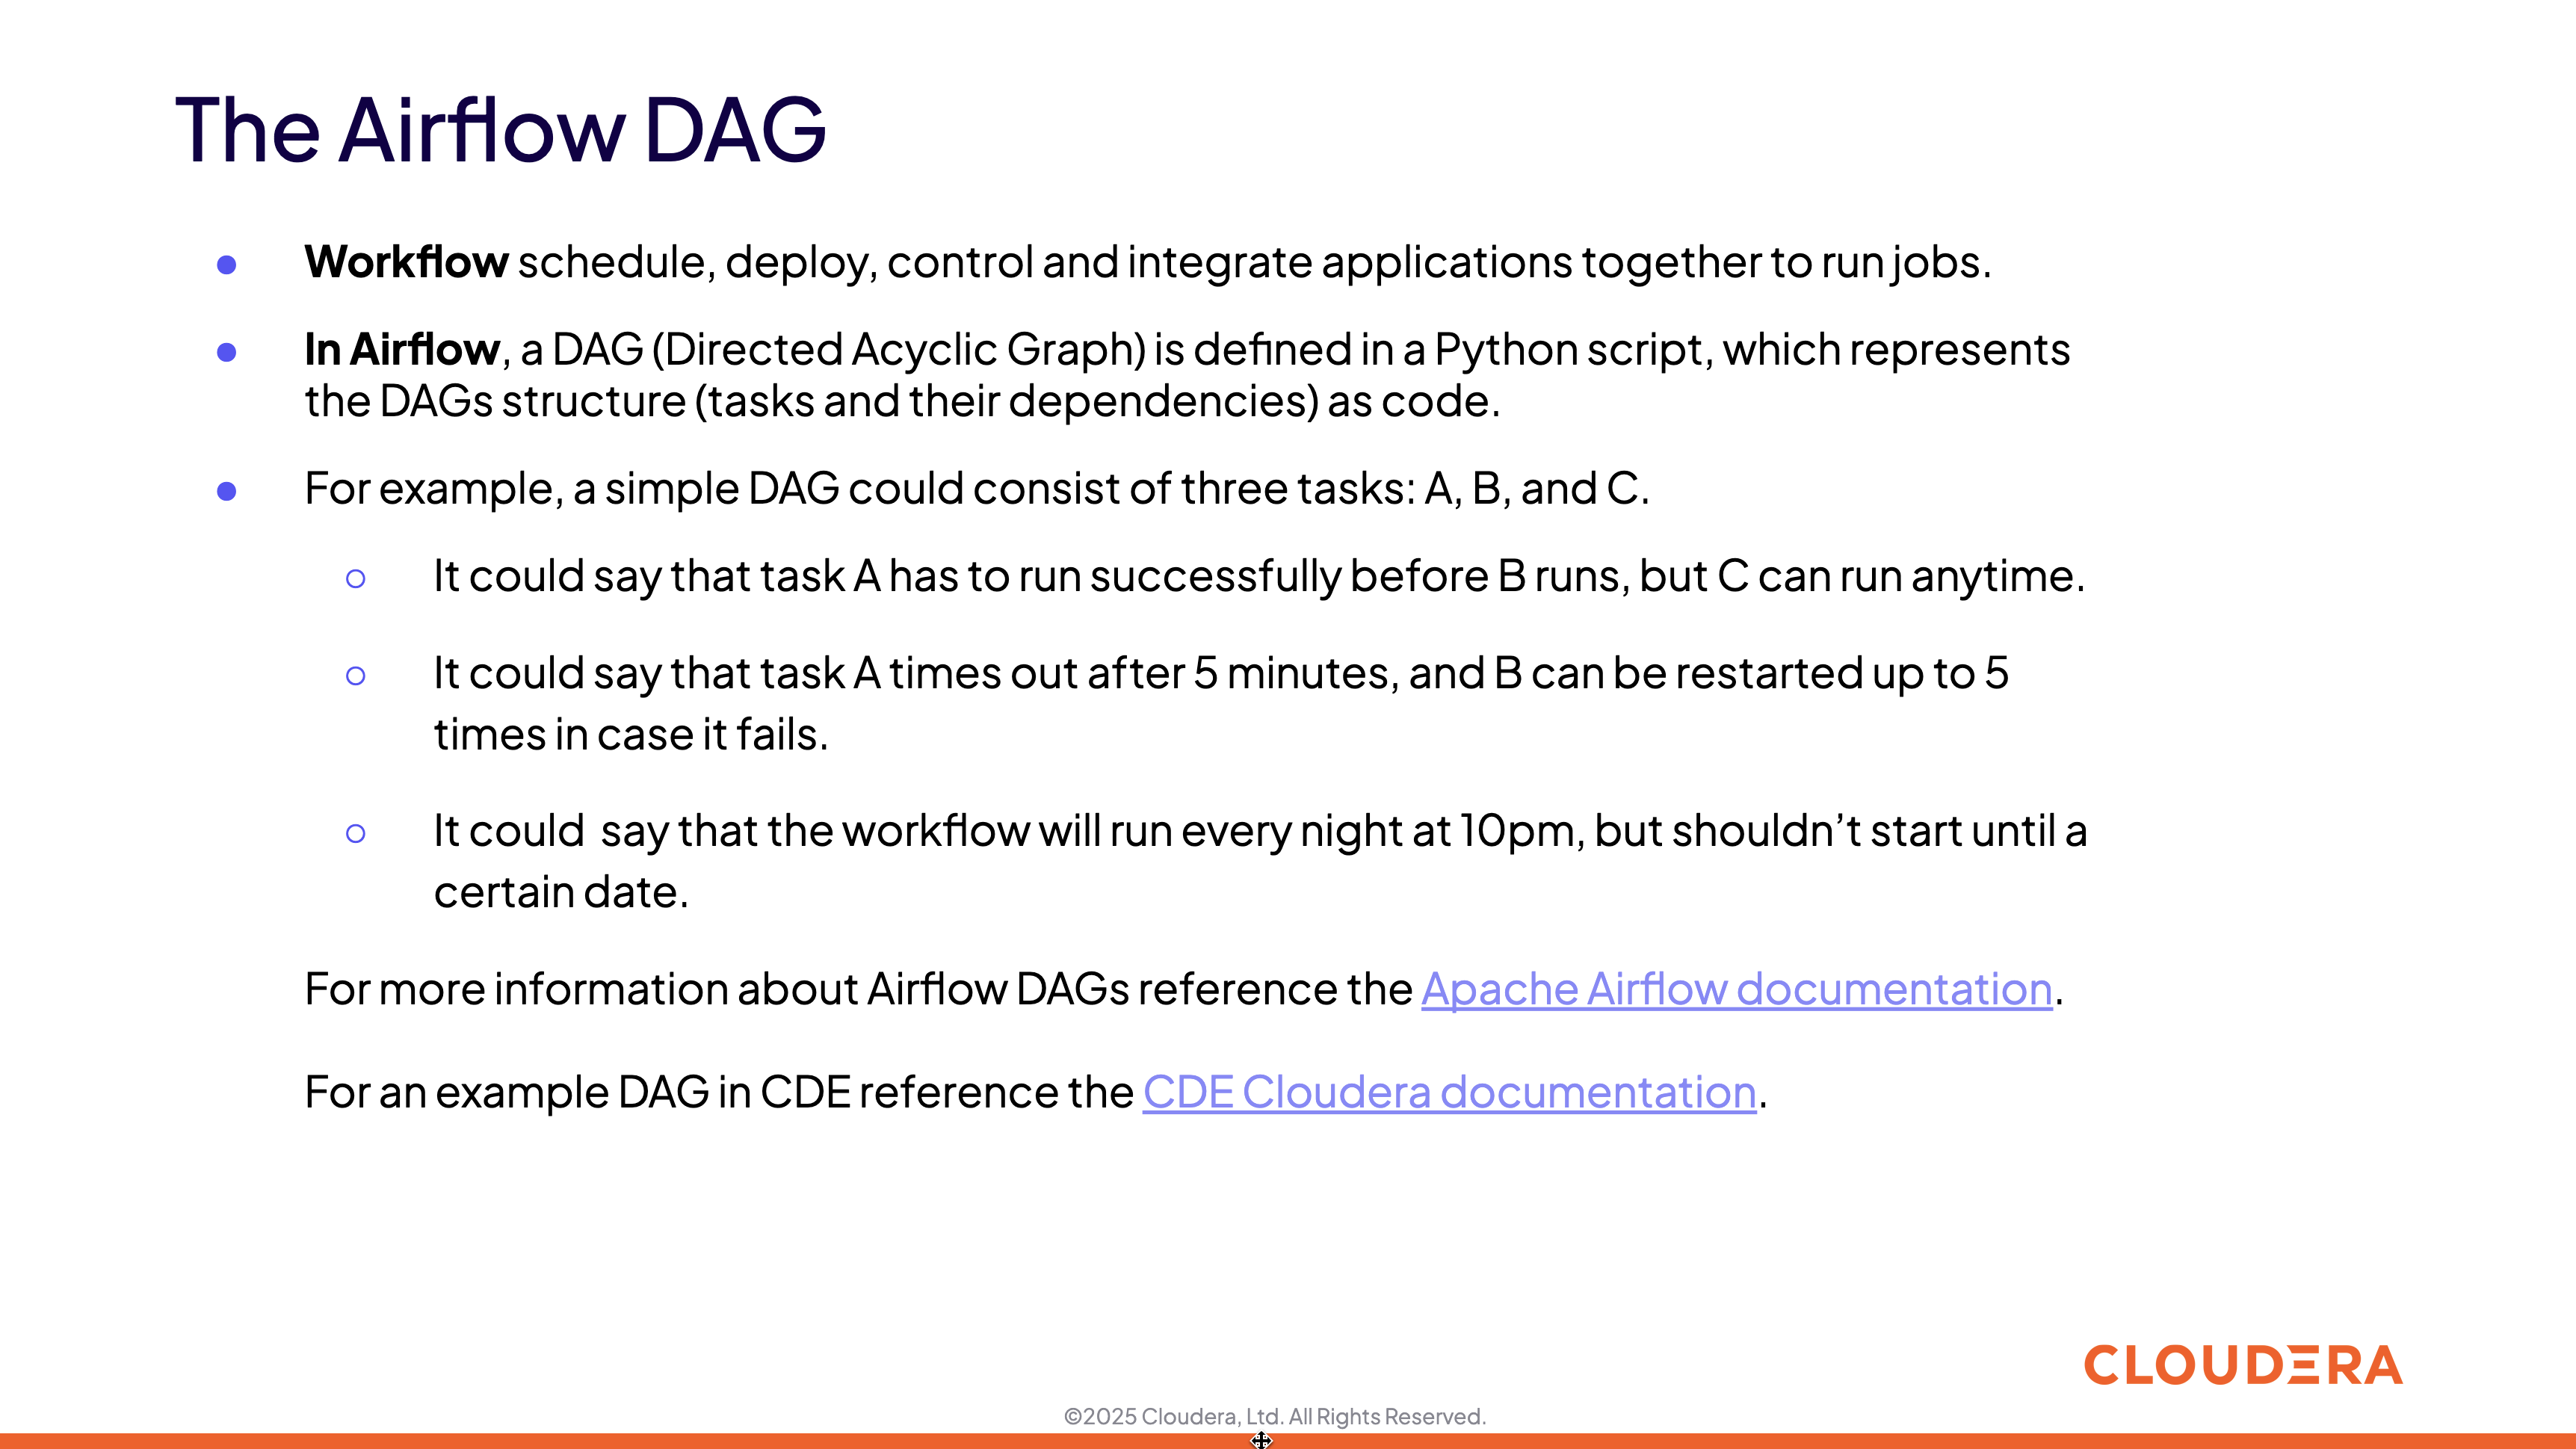 The Airflow DAG
● Workflow schedule, deploy, control and integrate applications together to run jobs.
● In Airflow, a DAG (Directed Acyclic Graph) is defined in a Python script, which represents
the DAGs structure (tasks and their dependencies) as code.
● For example, a simple DAG could consist of three tasks: A, B, and C.
○ It could say that task A has to run successfully before B runs, but C can run anytime.
○ It could say that task A times out after 5 minutes, and B can be restarted up to 5
times in case it fails.
○ It could  say that the workflow will run every night at 10pm, but shouldn’t start until a
certain date.
For more information about Airflow DAGs reference the Apache Airflow documentation.
For an example DAG in CDE reference the CDE Cloudera documentation.
CLOUDERA
©2025 Cloudera, Ltd. All Rights Reserved.